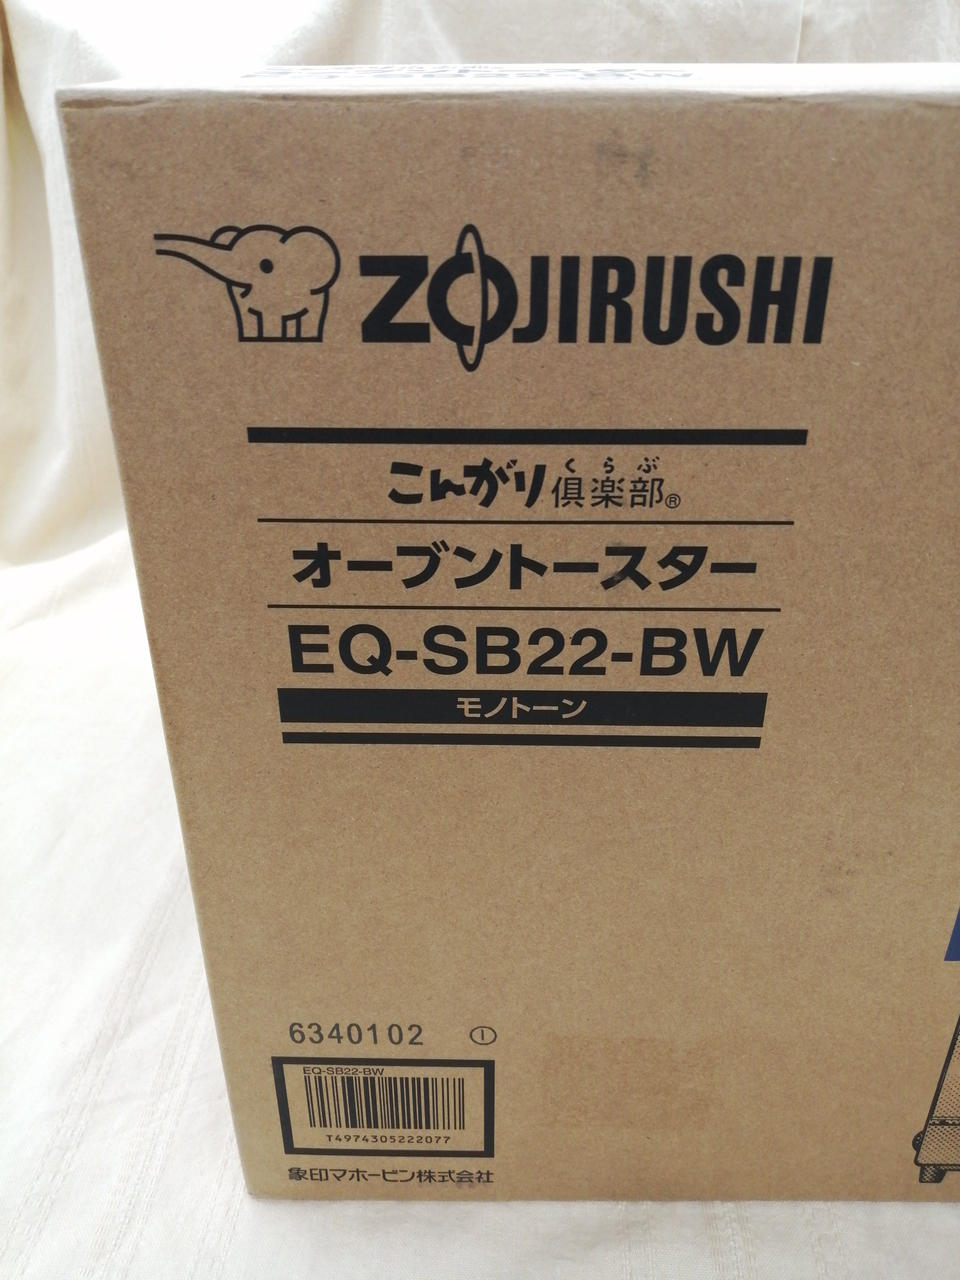 ZOJIRUSHI
くらぶ
こんがり倶楽部®
オーブントースター
EQ-SB22-BW
モノトーン
6340102 ①
EQ-SB22-BW
T4974305222077
象印マホービン株式会社